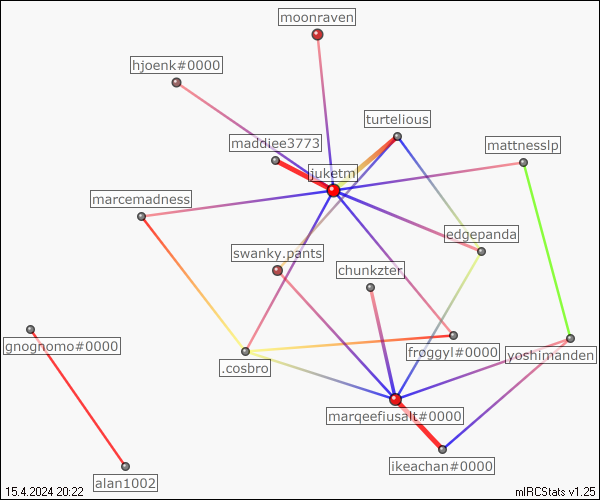 moonraven
hjoenk#0000
turtelious
maddiee3773
mattnesslp
juketm
marcemadness
edgepanda
swanky.pants
chunkzter
gnognomo#0000
frøggyl#0000
yoshimanden
.cosbro
marqeefiusalt#0000
ikeachan#0000
alan1002
15.4.2024 20:22
mIRCStats v1.25